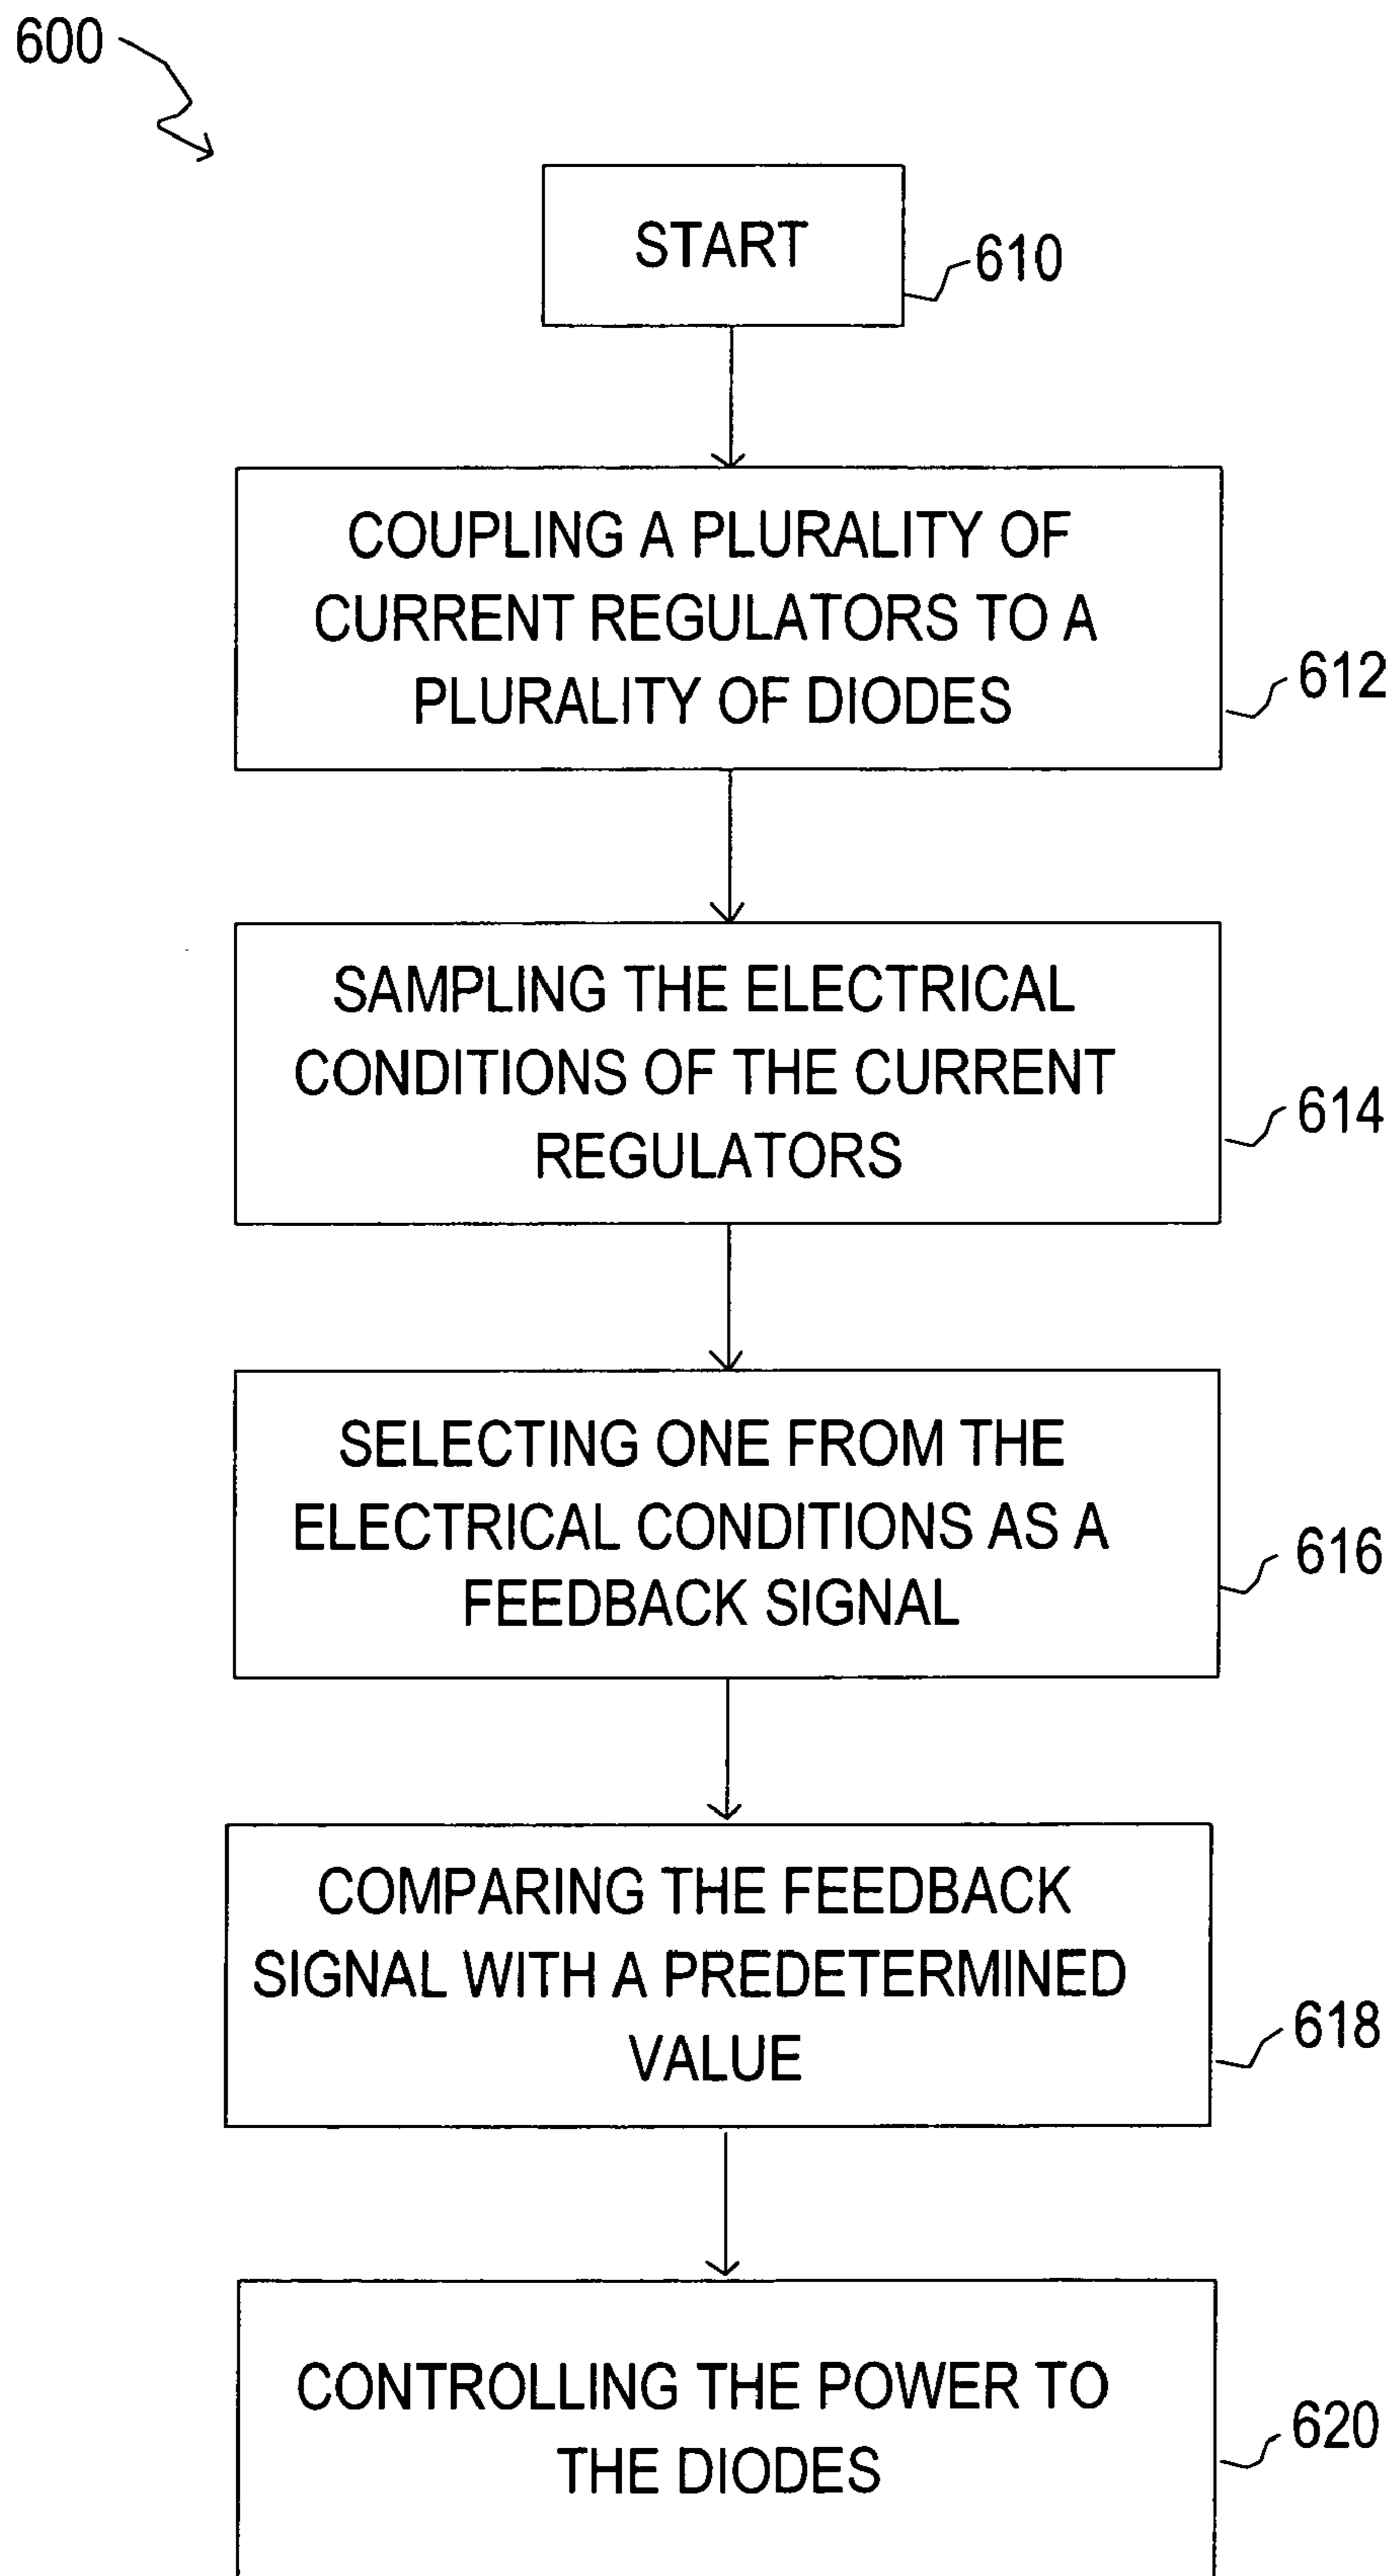 600
START
610
COUPLING A PLURALITY OF
CURRENT REGULATORS TO A
PLURALITY OF DIODES
612
SAMPLING THE ELECTRICAL
CONDITIONS OF THE CURRENT
REGULATORS
614
SELECTING ONE FROM THE
ELECTRICAL CONDITIONS AS A
FEEDBACK SIGNAL
616
COMPARING THE FEEDBACK
SIGNAL WITH A PREDETERMINED
VALUE
618
CONTROLLING THE POWER TO
THE DIODES
620